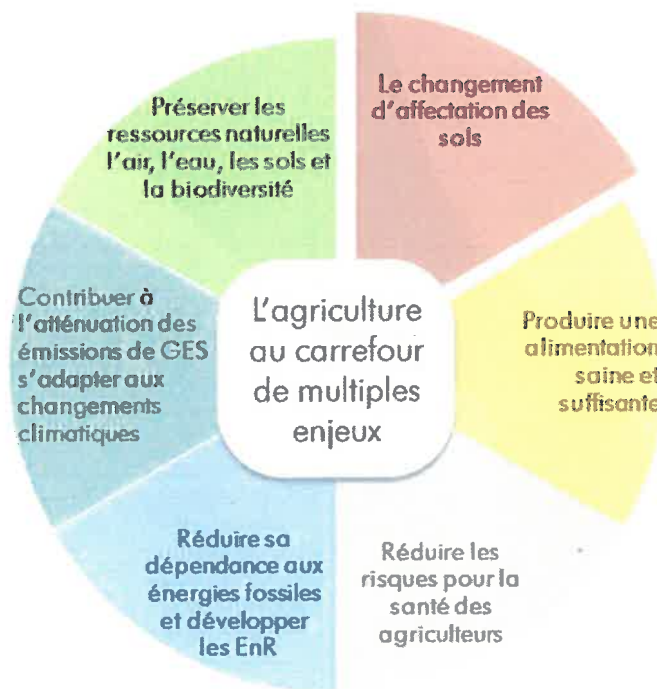 Le changement
d'affectation des
sols
Produire une
alimentation
saine et
suffisante
Réduire les
risques pour la
santé des
agriculteurs
Réduire sa
dépendance aux
énergies fossiles
et développer
les EnR
Contribuer à
l'atténuation des
émissions de GES
s'adapter aux
changements
climatiques
Préserver les
ressources naturelles
l'air, l'eau, les sols et
la biodiversité
L'agriculture
au carrefour
de multiples
enjeux